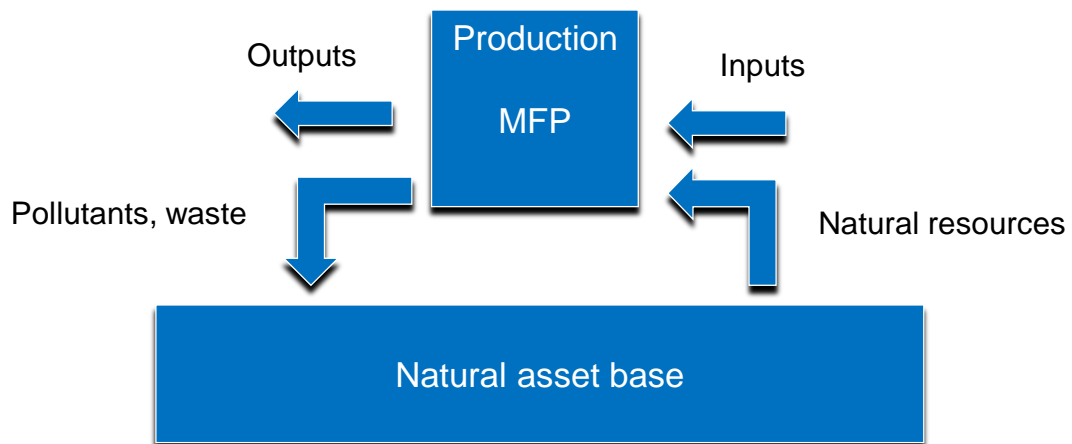 Production
Outputs
Inputs
MFP
Pollutants, waste
Natural resources
Natural asset base